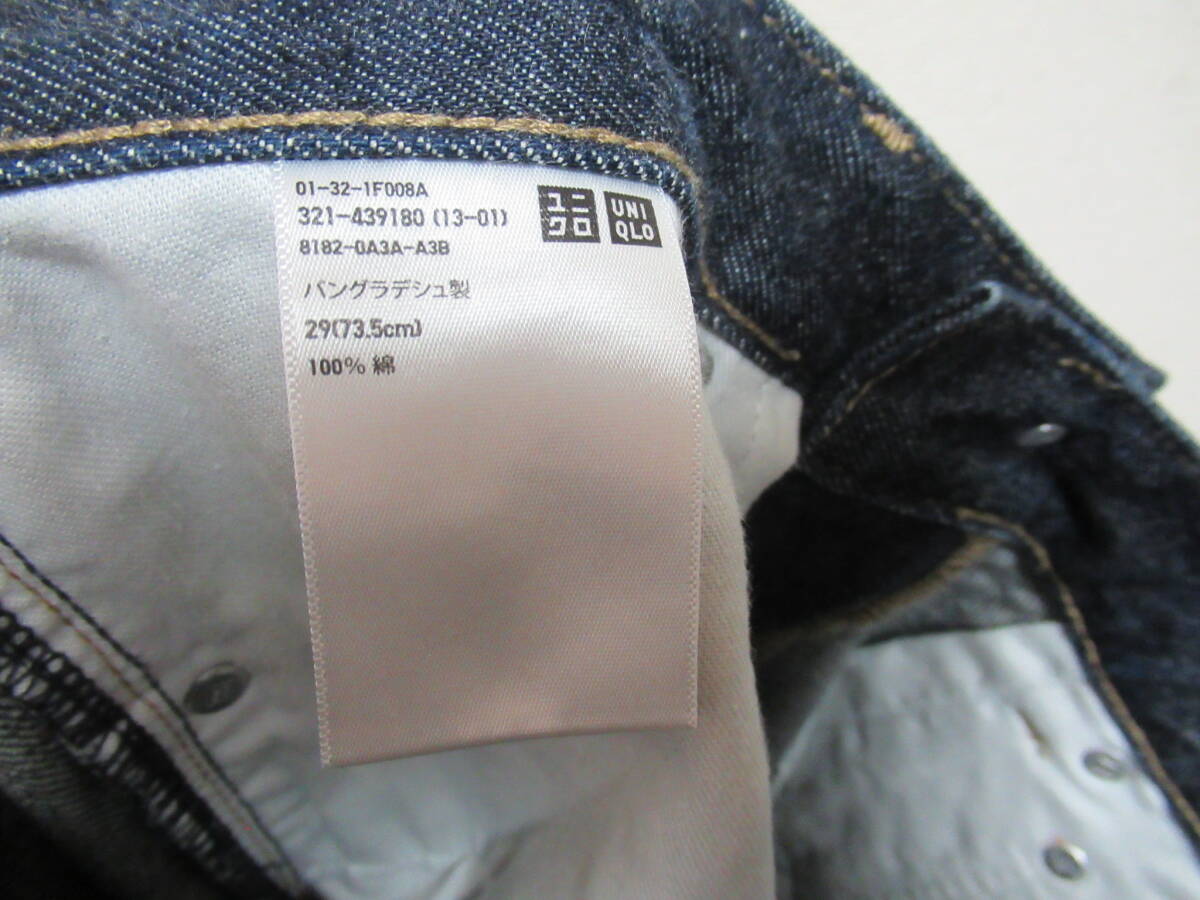 01-32-1F008A
321-439180 (13-01)
8182-0A3A-A3B
バングラデシュ製
29(73.5cm)
100% 綿
ユニ
クロ
UNI
QLO